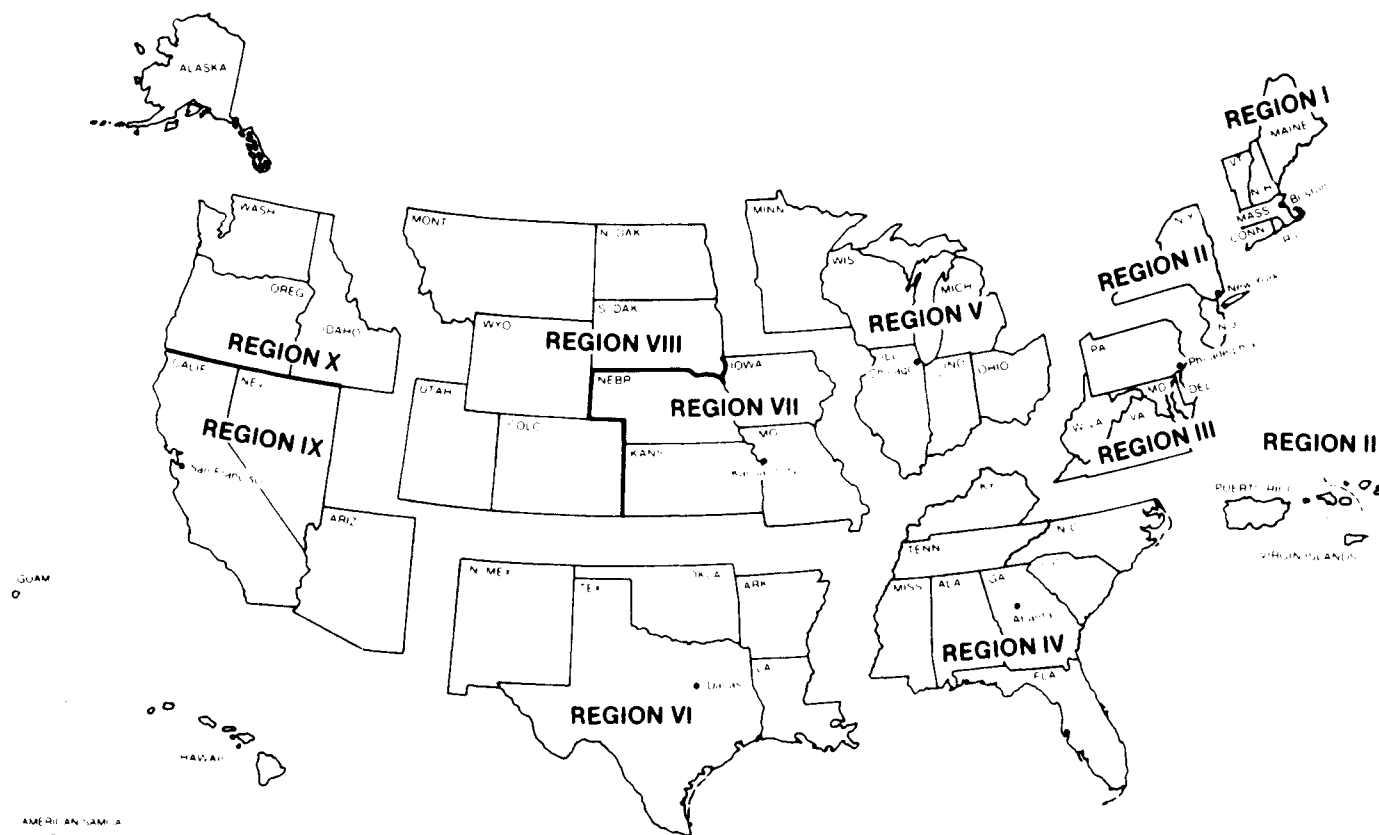 ALASKA
REGION I
MAINE
VT
N.H
MASS
CONN
WASH
MONT
N.DAK
MINN
N.Y
OREG
WIS
MICH
REGION II
New York
N.J
IDAHO
WYO
S.DAK
REGION V
REGION X
REGION VIII
PA
Philadelphia
CALIF
NEV
UTAH
NEBR
IOWA
ILL
Chicago
IND
OHIO
MD
DEL
REGION VII
COLO
W.VA
VA
REGION IX
San Francisco
KANS
MO
Kansas City
REGION III
REGION II
KY
PUERTO RICO
ARIZ
N.C
TENN
VIRGIN ISLANDS
GUAM
N.MEX
TEX
OKLA
ARK
MISS
ALA
GA
Atlanta
REGION IV
LA
FLA
Dallas
REGION VI
HAWAII
AMERICAN SAMOA